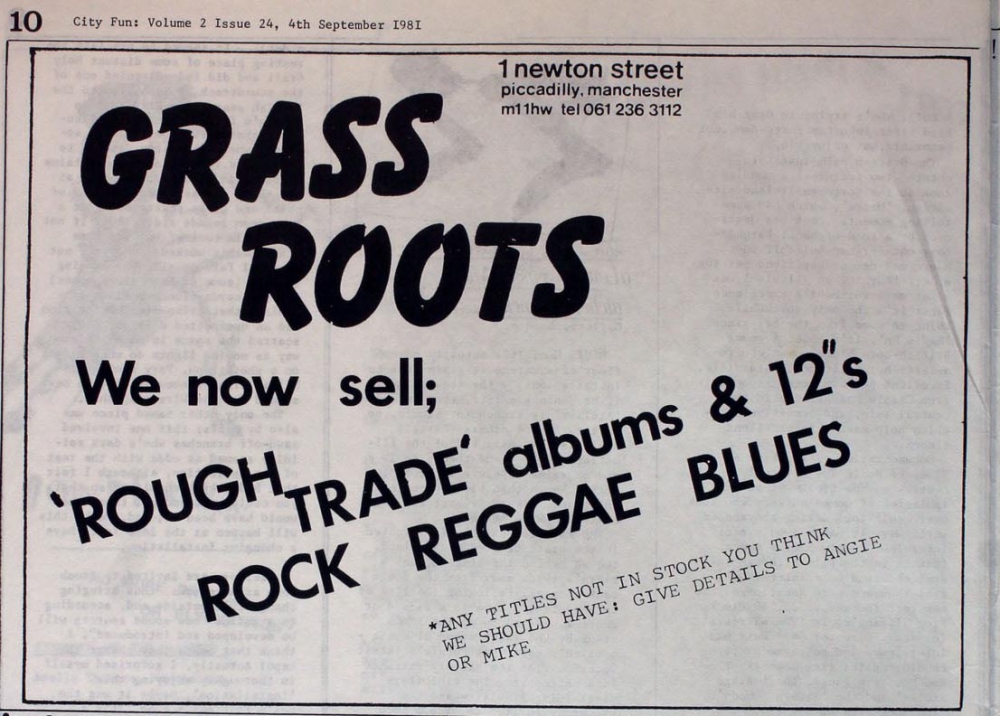 10 City Fun: Volume 2 Issue 24, 4th September I98I
1 newton street
piccadilly, manchester
m1 1hw tel 061 236 3112
GRASS
ROOTS
We now sell;
'ROUGH TRADE' albums & 12"s
ROCK REGGAE BLUES
*ANY TITLES NOT IN STOCK YOU THINK
WE SHOULD HAVE: GIVE DETAILS TO ANGIE
OR MIKE